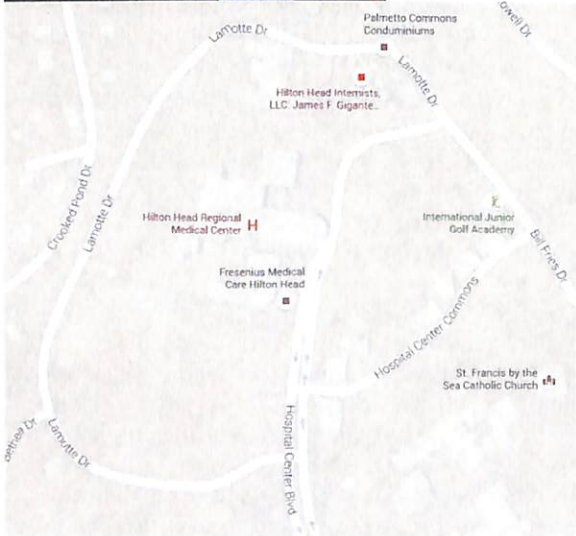 Palmetto Commons
Conduminiums
Lamotte Dr
Lamotte Dr
Hilton Head Internists,
LLC: James F. Gigante...
Crooked Pond Dr
Lamotte Dr
Hilton Head Regional
Medical Center
H
International Junior
Golf Academy
Bill Fries Dr
Fresenius Medical
Care Hilton Head
Hospital Center Commons
St. Francis by the
Sea Catholic Church
Lamotte Dr
Hospital Center Blvd